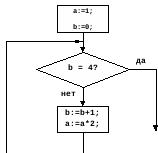 a:=1;
b:=0;
b = 4?
да
нет
b:=b+1;
a:=a*2;